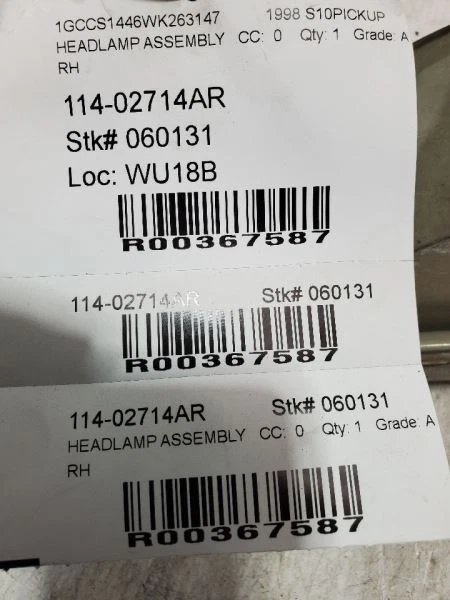 1GCCS1446WK263147 1998 S10PICKUP
HEADLAMP ASSEMBLY CC: 0 Qty: 1 Grade: A
RH
114-02714AR
Stk# 060131
Loc: WU18B
R00367587
114-02714AR Stk# 060131
R00367587
114-02714AR Stk# 060131
HEADLAMP ASSEMBLY CC: 0 Qty: 1 Grade: A
RH
R00367587